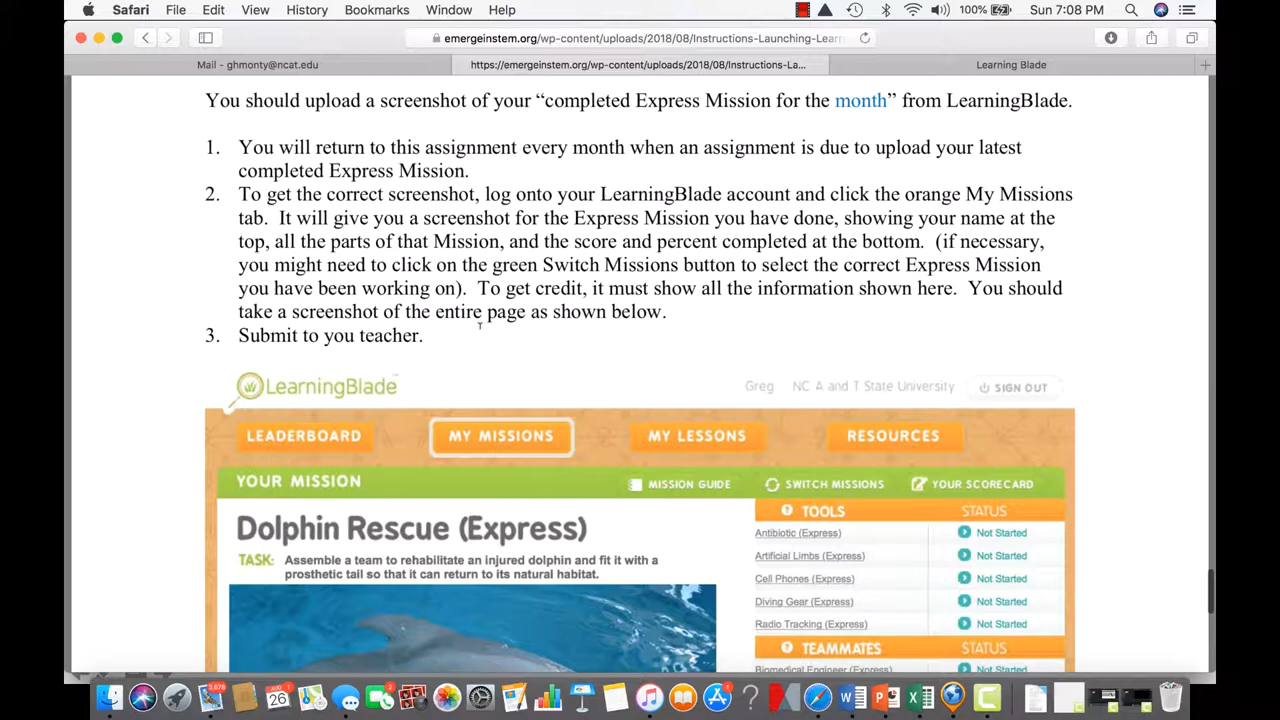 Safari File Edit View History Bookmarks Window Help 100% Sun 7:08 PM
emergeinstem.org/wp-content/uploads/2018/08/Instructions-Launching-Learn
Mail - ghmonty@ncat.edu https://emergeinstem.org/wp-content/uploads/2018/08/Instructions-La... Learning Blade
You should upload a screenshot of your “completed Express Mission for the month” from LearningBlade.
1. You will return to this assignment every month when an assignment is due to upload your latest
completed Express Mission.
2. To get the correct screenshot, log onto your LearningBlade account and click the orange My Missions
tab. It will give you a screenshot for the Express Mission you have done, showing your name at the
top, all the parts of that Mission, and the score and percent completed at the bottom. (if necessary,
you might need to click on the green Switch Missions button to select the correct Express Mission
you have been working on). To get credit, it must show all the information shown here. You should
take a screenshot of the entire page as shown below.
3. Submit to you teacher.
LearningBlade Greg NC A and T State University SIGN OUT
LEADERBOARD MY MISSIONS MY LESSONS RESOURCES
YOUR MISSION MISSION GUIDE SWITCH MISSIONS YOUR SCORECARD
TOOLS STATUS
Dolphin Rescue (Express)
Antibiotic (Express) Not Started
TASK: Assemble a team to rehabilitate an injured dolphin and fit it with a
prosthetic tail so that it can return to its natural habitat.
Artificial Limbs (Express) Not Started
Cell Phones (Express) Not Started
Diving Gear (Express) Not Started
Radio Tracking (Express) Not Started
TEAMMATES STATUS
Biomedical Engineer (Express)